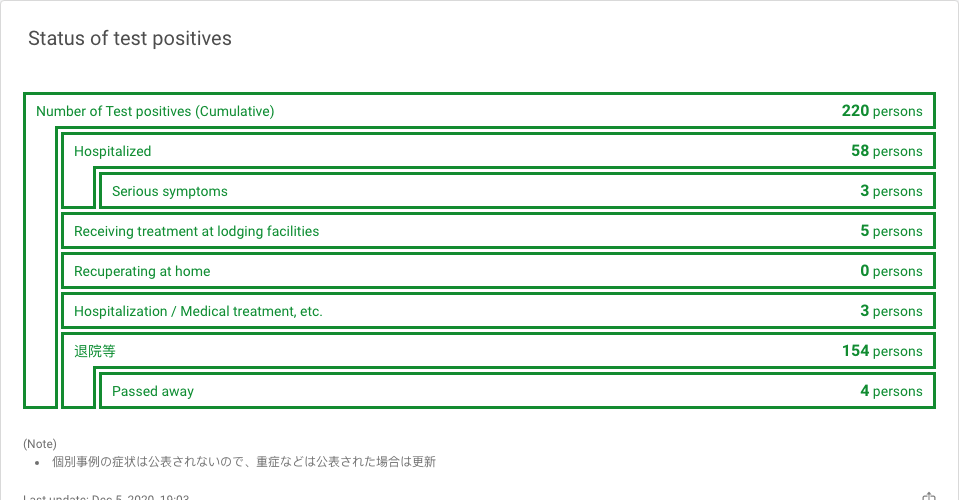 Status of test positives
Number of Test positives (Cumulative) 220 persons
Hospitalized 58 persons
Serious symptoms 3 persons
Receiving treatment at lodging facilities 5 persons
Recuperating at home 0 persons
Hospitalization / Medical treatment, etc. 3 persons
退院等 154 persons
Passed away 4 persons
(Note)
• 個別事例の症状は公表されないので、重症などは公表された場合は更新
Last update: Dec 5, 2020, 19:03